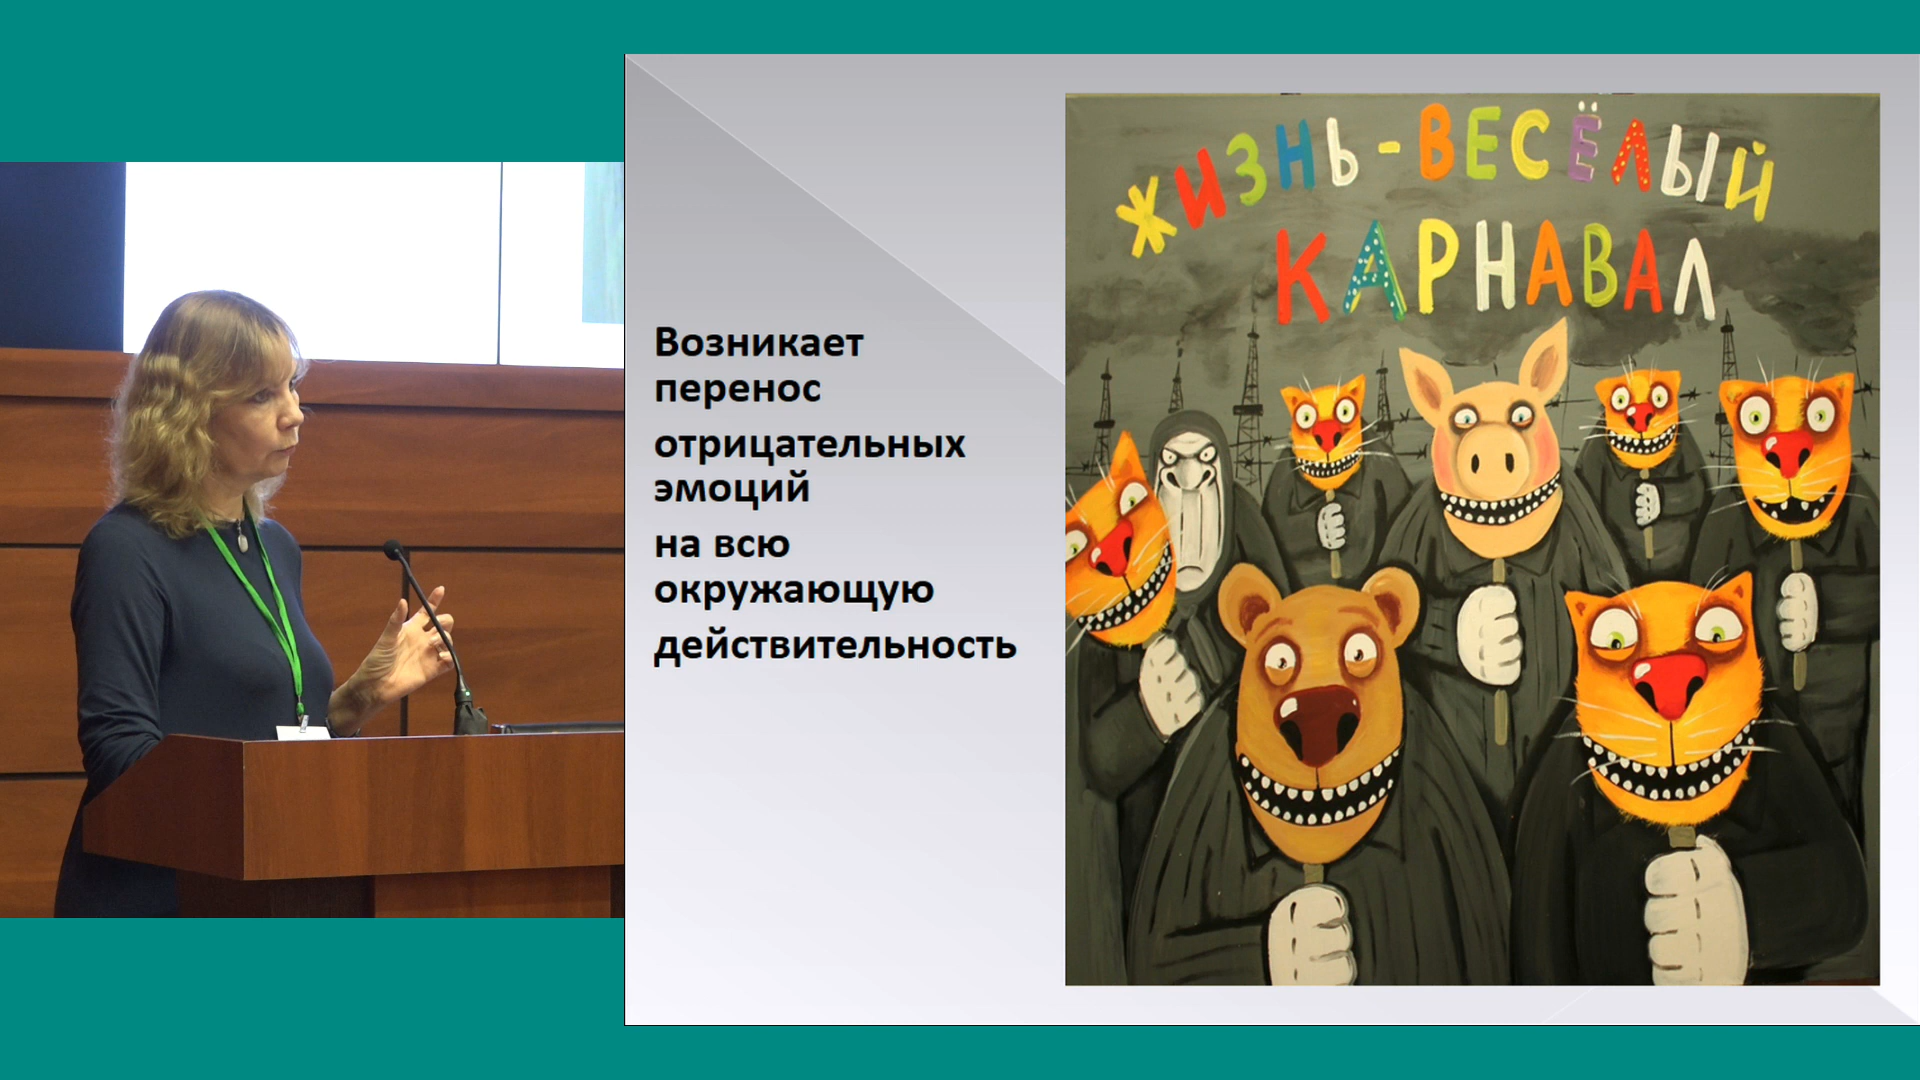 Возникает
перенос
отрицательных
эмоций
на всю
окружающую
действительность
ЖИЗНЬ-ВЕСЁЛЫЙ
КАРНАВАЛ